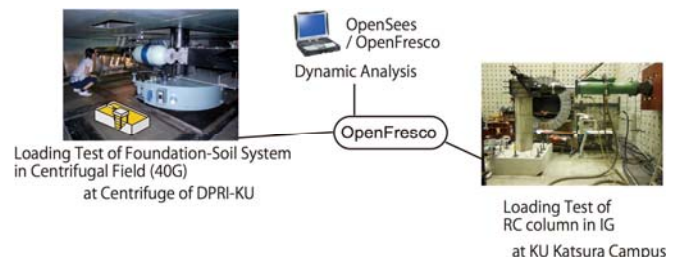 OpenSees
/ OpenFresco
Dynamic Analysis
OpenFresco
Loading Test of Foundation-Soil System
in Centrifugal Field (40G)
at Centrifuge of DPRI-KU
Loading Test of
RC column in IG
at KU Katsura Campus